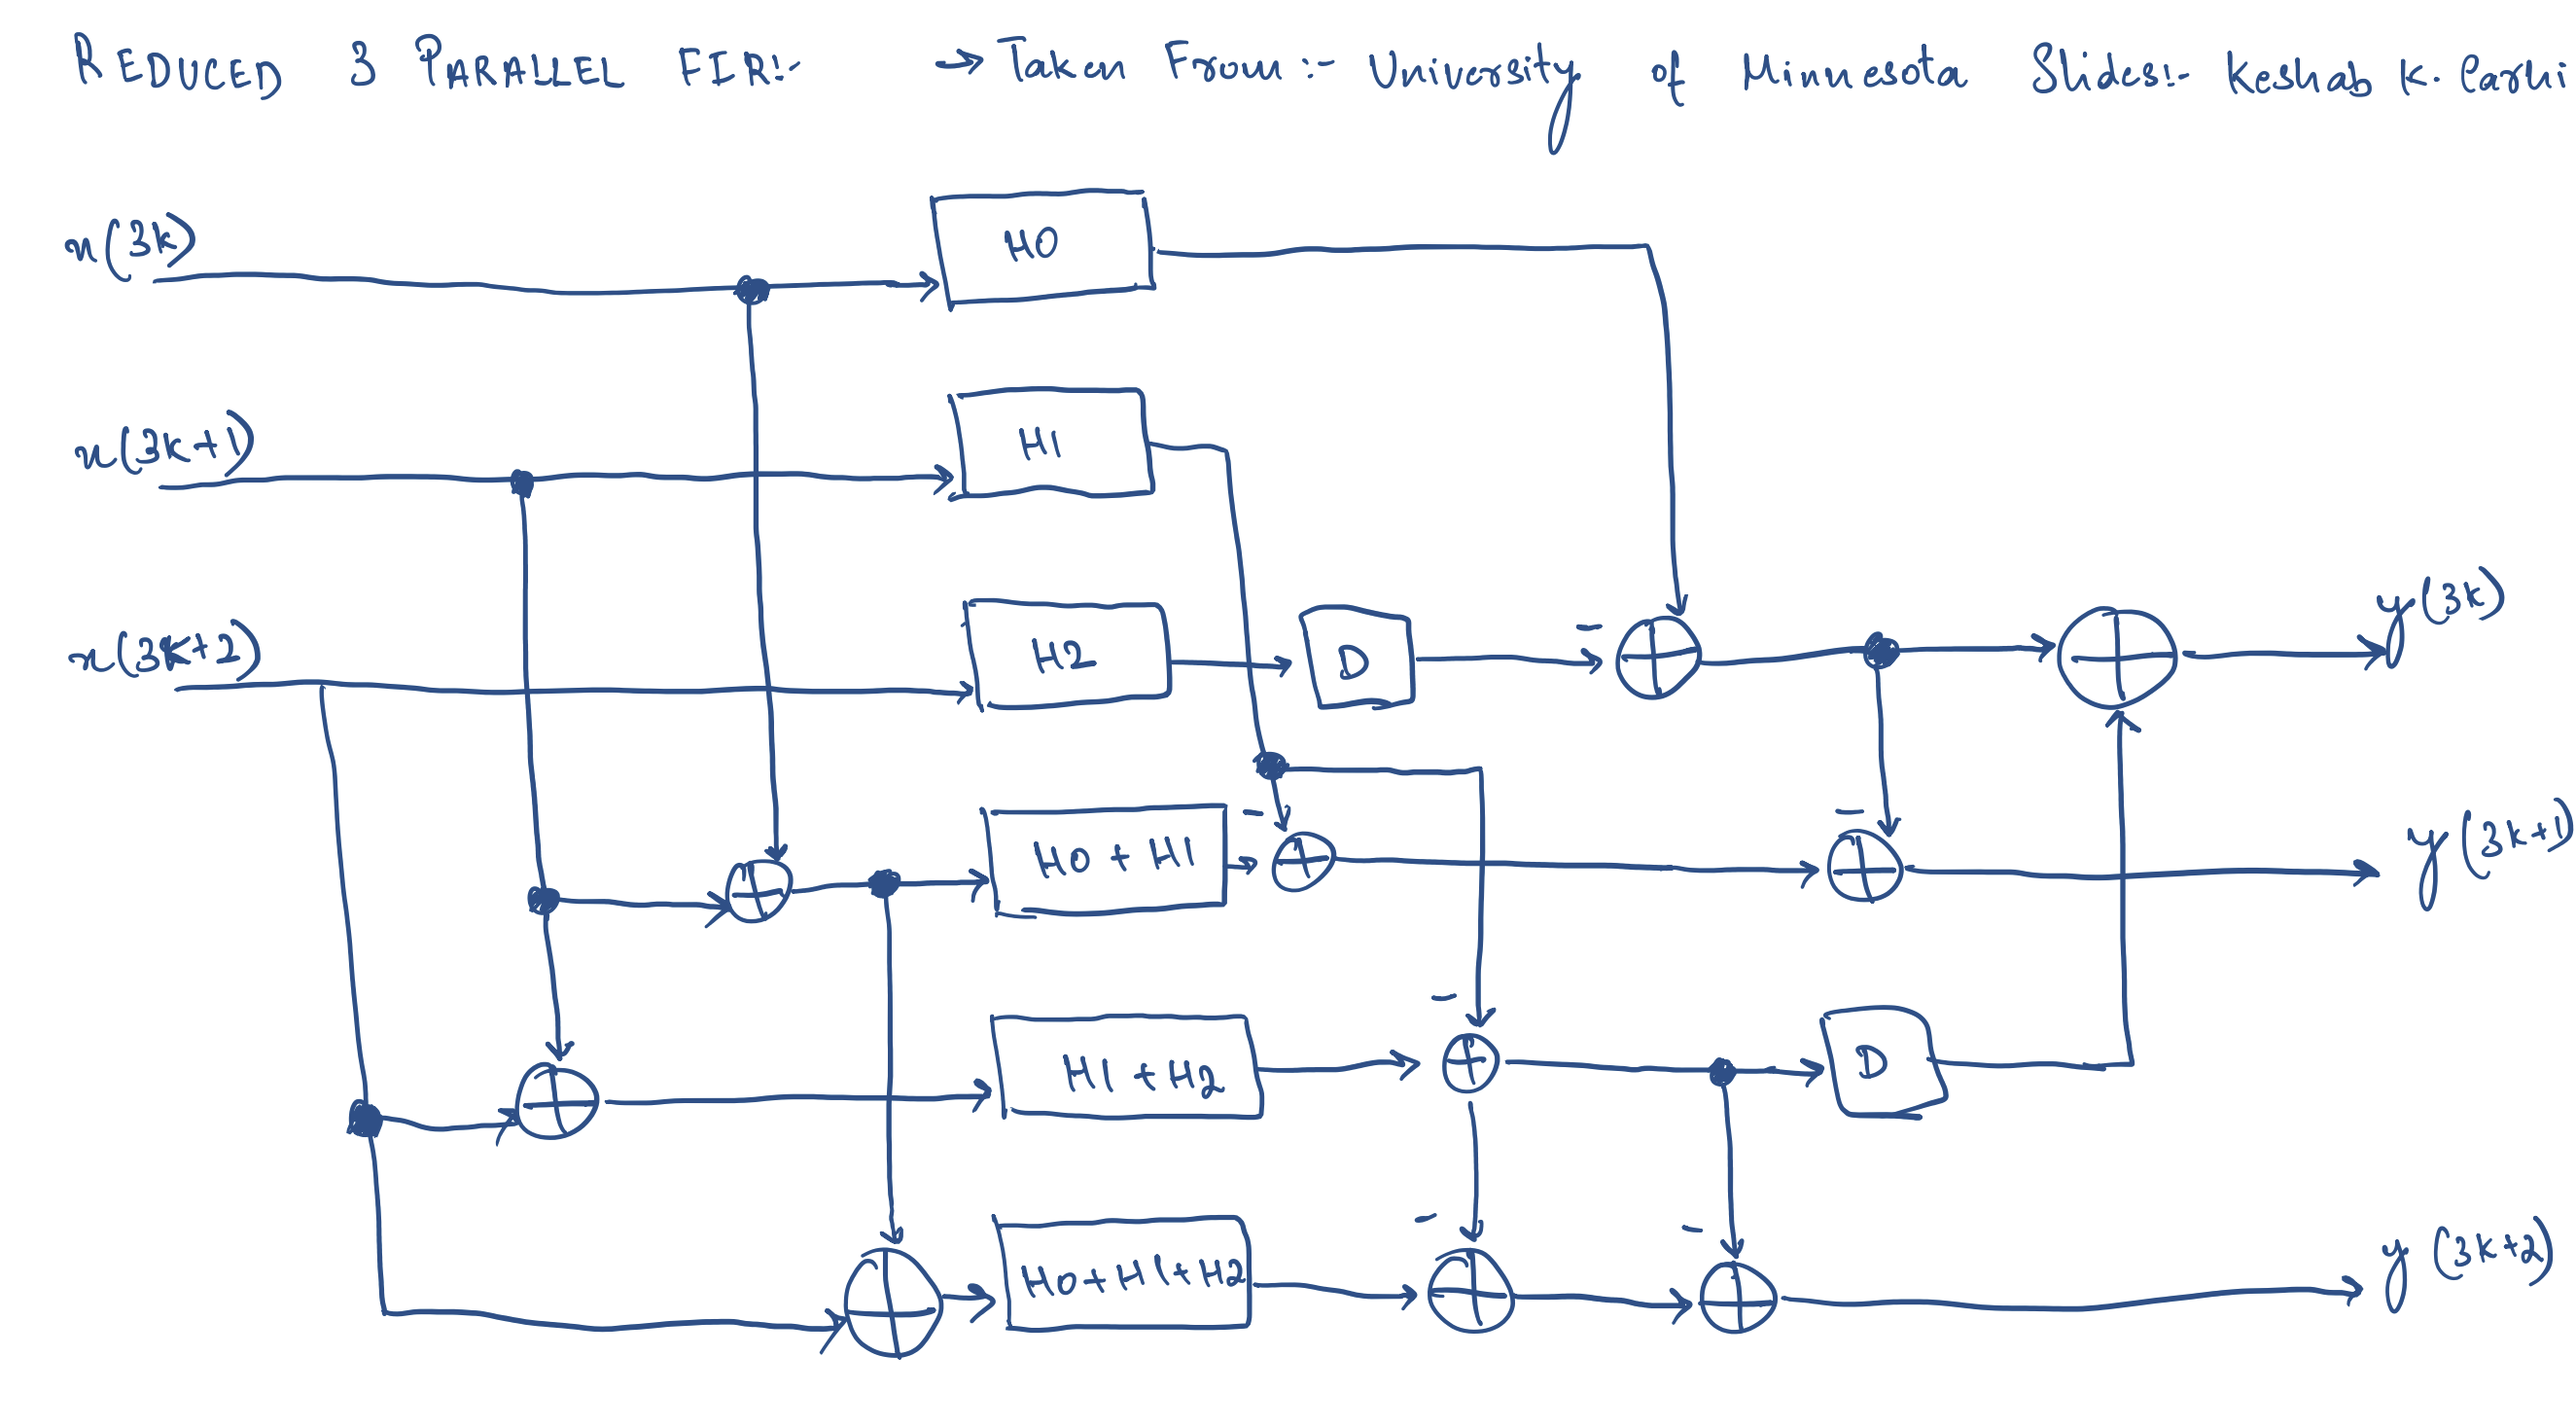 REDUCED 3 PARALLEL FIR:- → Taken From :- University of Minnesota Slides:- Keshab K. Parhi
x(3k)
H0
x(3k+1)
H1
x(3k+2)
H2
D
-
y(3k)
H0 + H1
-
-
y(3k+1)
H1 + H2
-
D
H0+H1+H2
-
-
y(3k+2)